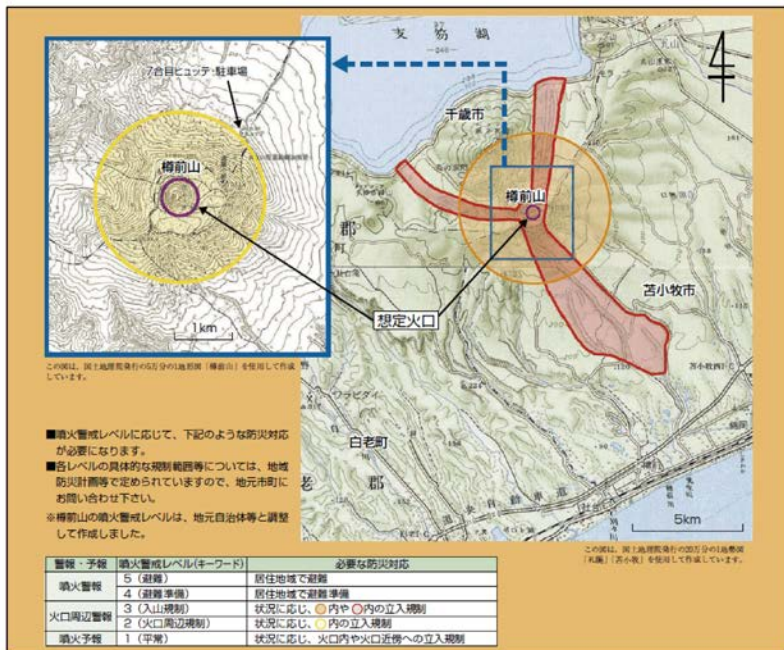 7合目ヒュッテ・駐車場
樽前山
1km
この図は、国土地理院発行の5万分の1地形図「樽前山」を使用して作成
しています。
支笏湖
千歳市
樽前山
苫小牧市
想定火口
白老町
郡
老
郡
ワラビタイ
道央自動車道
5km
この図は、国土地理院発行の20万分の1地勢図
「札幌」「苫小牧」を使用して作成しています。
■噴火警戒レベルに応じて、下記のような防災対応
が必要になります。
■各レベルの具体的な規制範囲等については、地域
防災計画等で定められていますので、地元市町に
お問い合わせ下さい。
※樽前山の噴火警戒レベルは、地元自治体等と調整
して作成しました。
警報・予報 噴火警戒レベル(キーワード) 必要な防災対応
噴火警報 5（避難） 居住地域で避難
4（避難準備） 居住地域で避難準備
火口周辺警報 3（入山規制） 状況に応じ、○内や○内の立入規制
2（火口周辺規制） 状況に応じ、○内の立入規制
噴火予報 1（平常） 状況に応じ、火口内や火口近傍への立入規制